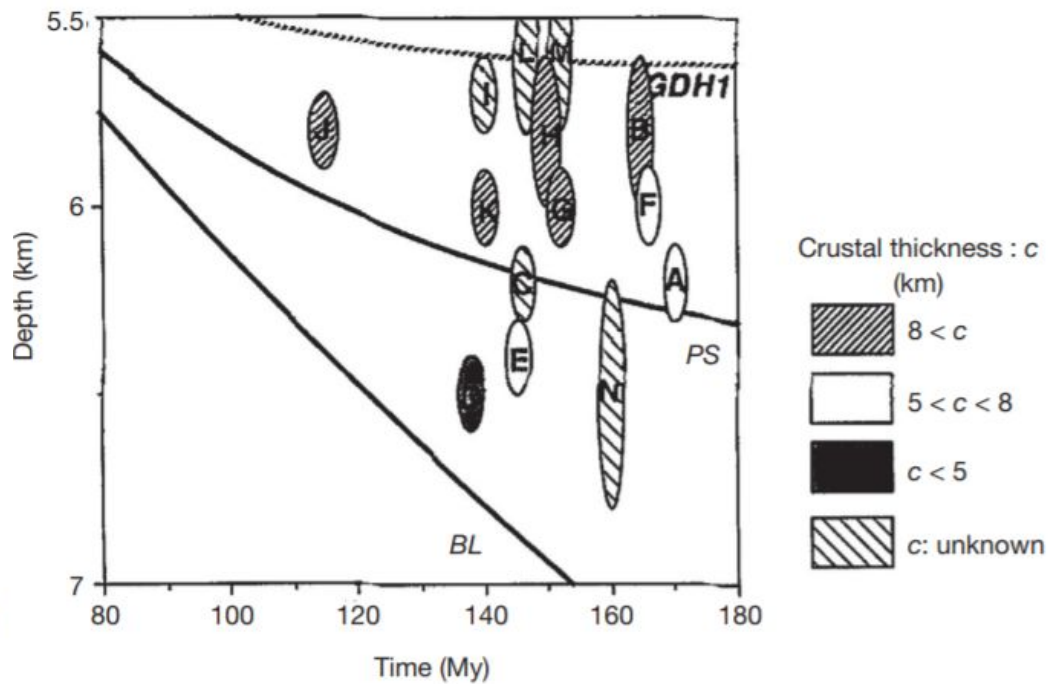 5.5
L M
I
GDH1
J
H B
6
K G F
C A
PS
E
N
BL
7
80 100 120 140 160 180
Depth (km)
Time (My)
Crustal thickness : c
(km)
8 < c
5 < c < 8
c < 5
c: unknown